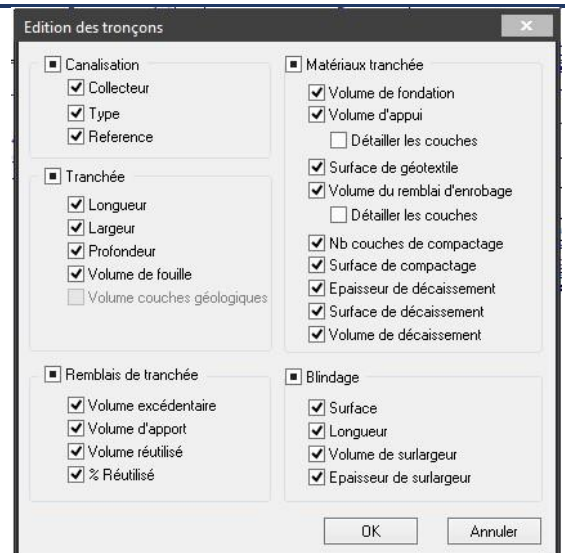 Edition des tronçons
Canalisation
Collecteur
Type
Reference
Tranchée
Longueur
Largeur
Profondeur
Volume de fouille
Volume couches géologiques
Remblais de tranchée
Volume excédentaire
Volume d'apport
Volume réutilisé
% Réutilisé
Matériaux tranchée
Volume de fondation
Volume d'appui
Détailler les couches
Surface de géotextile
Volume du remblai d'enrobage
Détailler les couches
Nb couches de compactage
Surface de compactage
Epaisseur de décaissement
Surface de décaissement
Volume de décaissement
Blindage
Surface
Longueur
Volume de surlargeur
Epaisseur de surlargeur
OK
Annuler